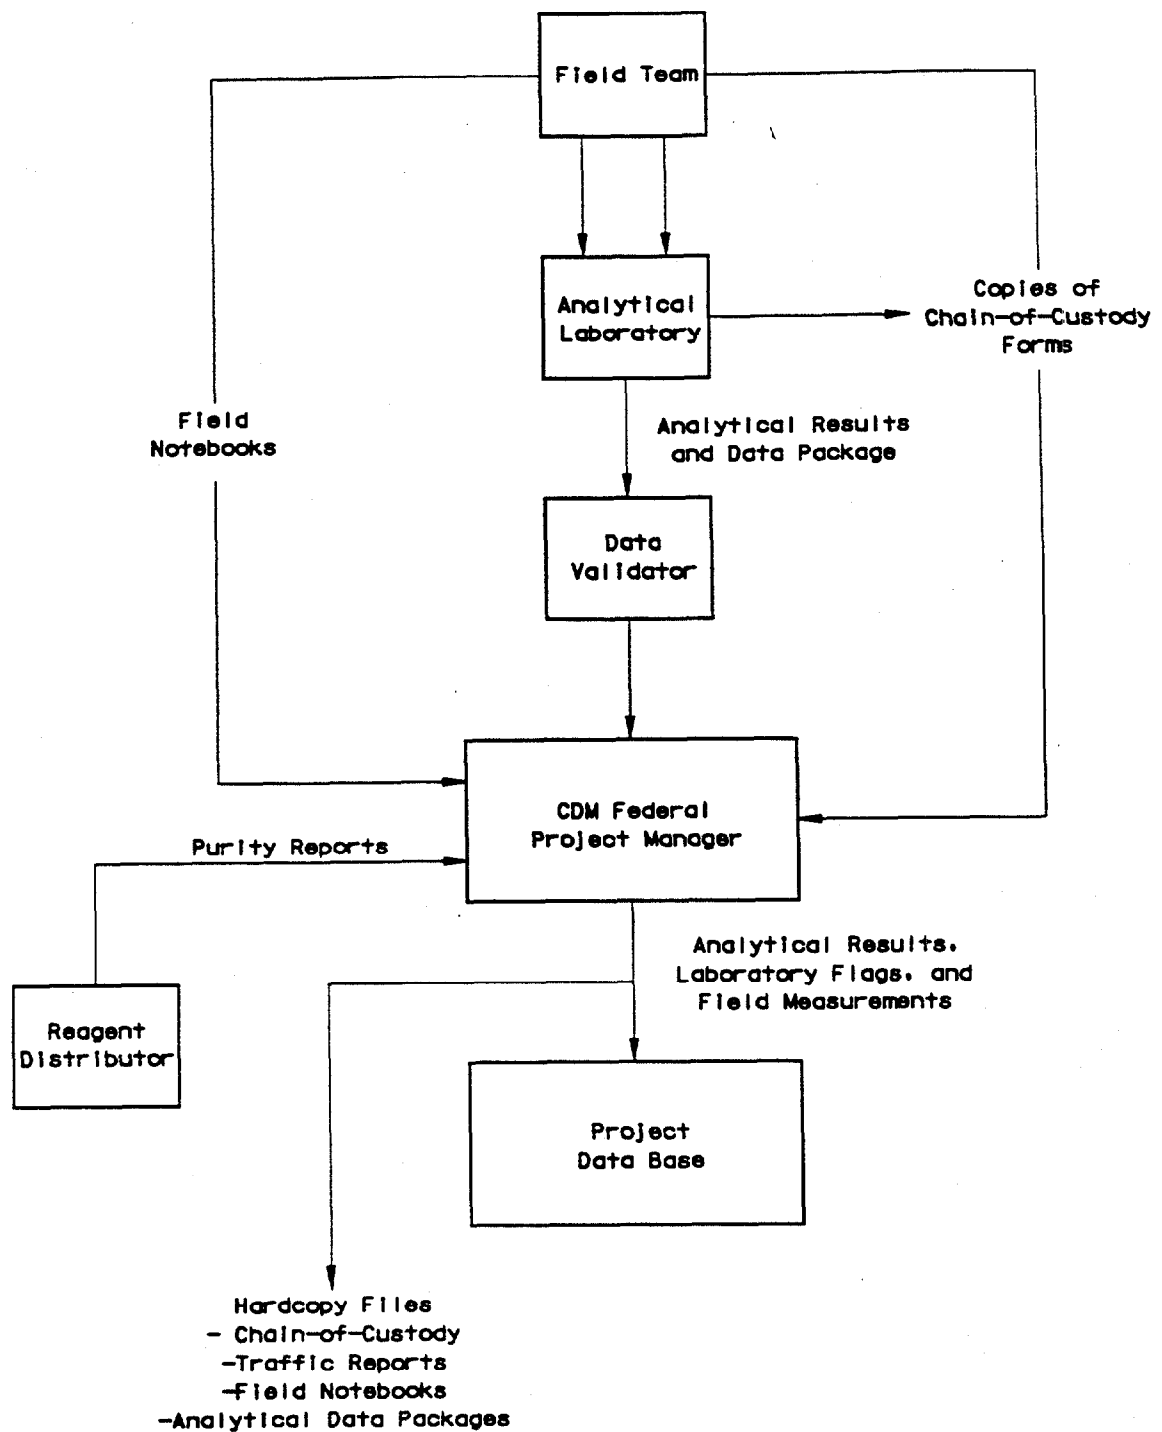 Field Team
Analytical
Laboratory
Copies of
Chain-of-Custody
Forms
Field
Notebooks
Analytical Results
and Data Package
Data
Validator
CDM Federal
Project Manager
Purity Reports
Analytical Results,
Laboratory Flags, and
Field Measurements
Reagent
Distributor
Project
Data Base
Hardcopy Files
- Chain-of-Custody
-Traffic Reports
-Field Notebooks
-Analytical Data Packages